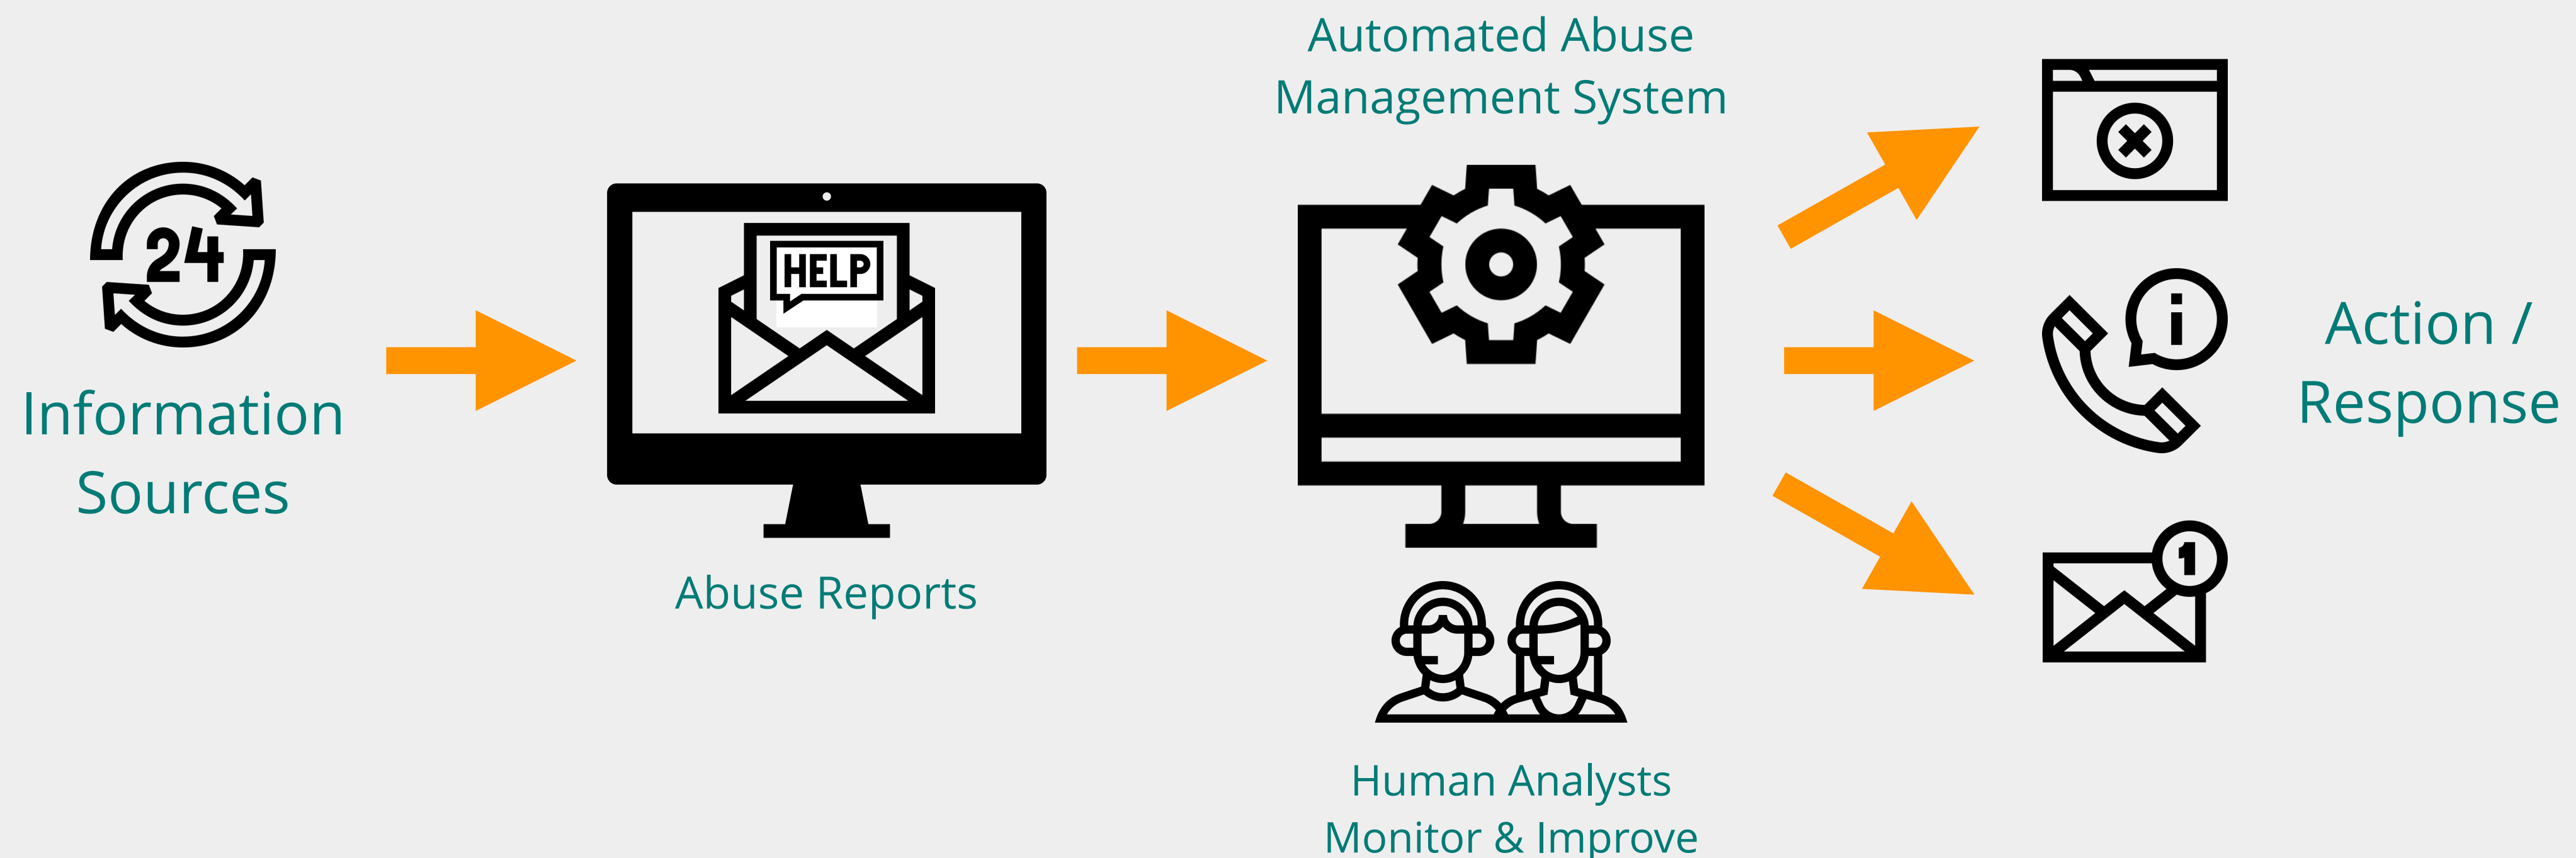 24
Information
Sources
HELP
Abuse Reports
Automated Abuse
Management System
Human Analysts
Monitor & Improve
i
1
Action /
Response